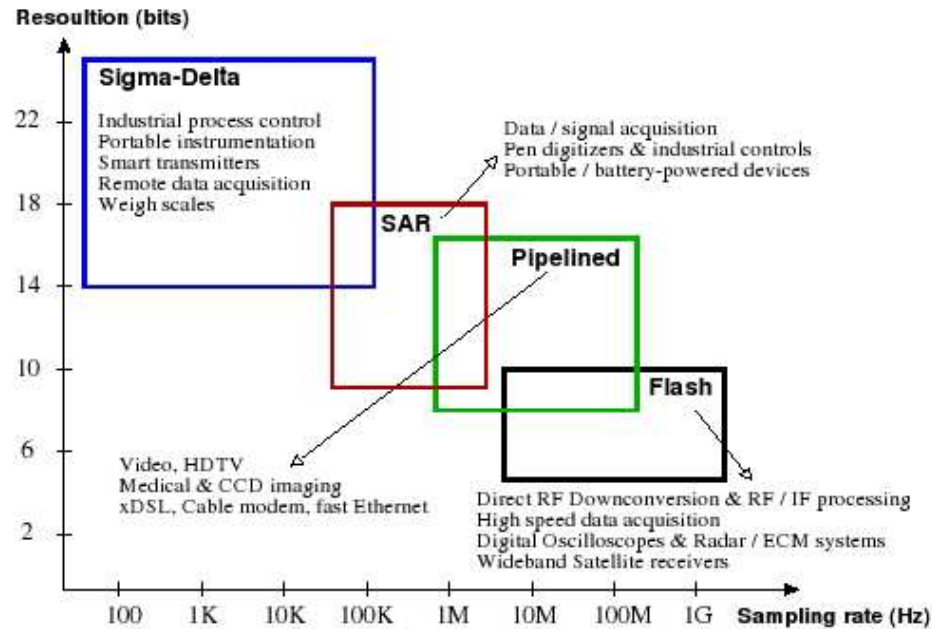 Resoultion (bits)
Sigma-Delta
Industrial process control
Portable instrumentation
Smart transmitters
Remote data acquisition
Weigh scales
Data / signal acquisition
Pen digitizers & industrial controls
Portable / battery-powered devices
SAR
Pipelined
Flash
Video, HDTV
Medical & CCD imaging
xDSL, Cable modem, fast Ethernet
Direct RF Downconversion & RF / IF processing
High speed data acquisition
Digital Oscilloscopes & Radar / ECM systems
Wideband Satellite receivers
22
18
14
10
6
2
100 1K 10K 100K 1M 10M 100M 1G Sampling rate (Hz)